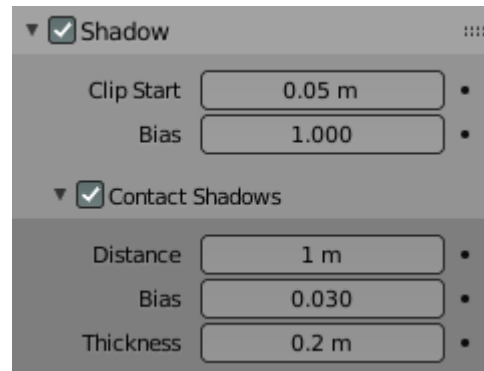 Shadow
Clip Start 0.05 m
Bias 1.000
Contact Shadows
Distance 1 m
Bias 0.030
Thickness 0.2 m